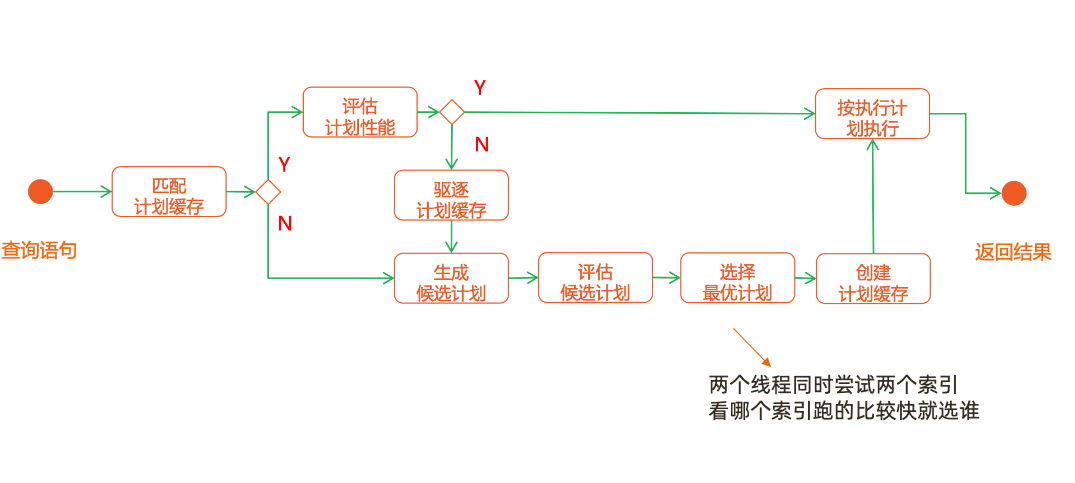 查询语句
匹配
计划缓存
Y
N
评估
计划性能
Y
N
驱逐
计划缓存
生成
候选计划
评估
候选计划
选择
最优计划
创建
计划缓存
按执行计
划执行
返回结果
两个线程同时尝试两个索引
看哪个索引跑的比较快就选谁